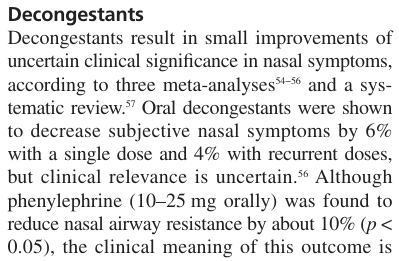 Decongestants
Decongestants result in small improvements of
uncertain clinical significance in nasal symptoms,
according to three meta-analyses⁵⁴–⁵⁶ and a sys-
tematic review.⁵⁷ Oral decongestants were shown
to decrease subjective nasal symptoms by 6%
with a single dose and 4% with recurrent doses,
but clinical relevance is uncertain.⁵⁶ Although
phenylephrine (10–25 mg orally) was found to
reduce nasal airway resistance by about 10% (p <
0.05), the clinical meaning of this outcome is